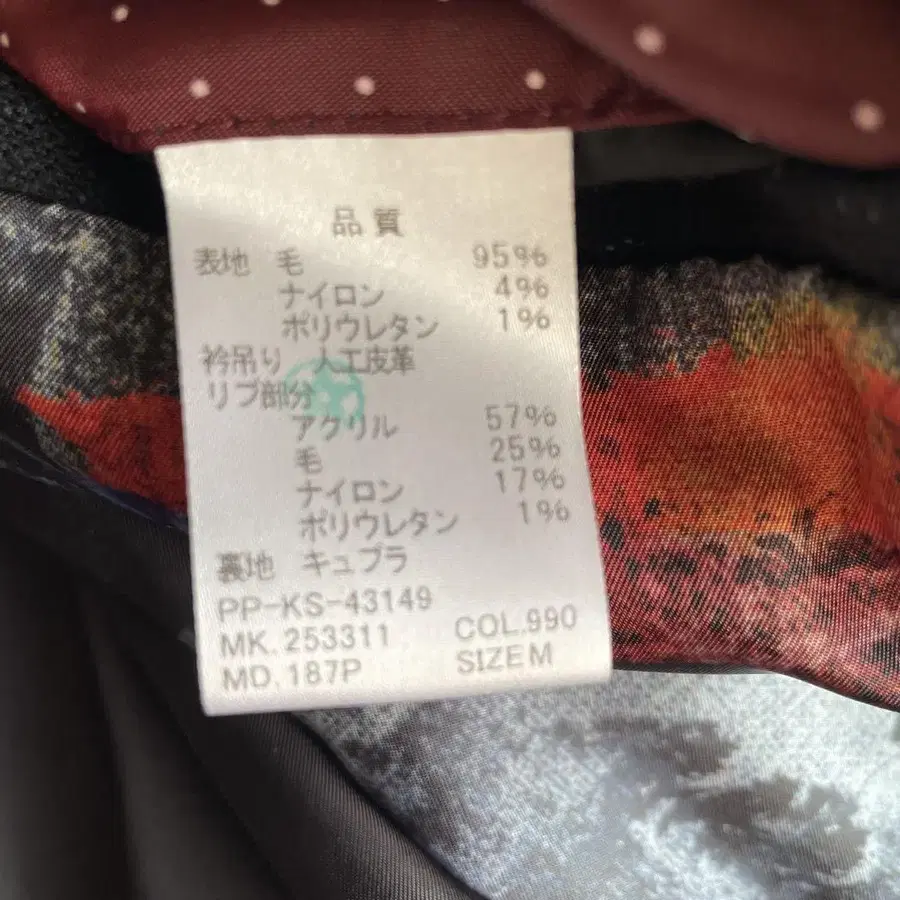 品質
表地 毛 95%
ナイロン 4%
ポリウレタン 1%
衿吊り 人工皮革
リブ部分
アクリル 57%
毛 25%
ナイロン 17%
ポリウレタン 1%
裏地 キュプラ
PP-KS-43149
MK.253311 COL.990
MD.187P SIZE M